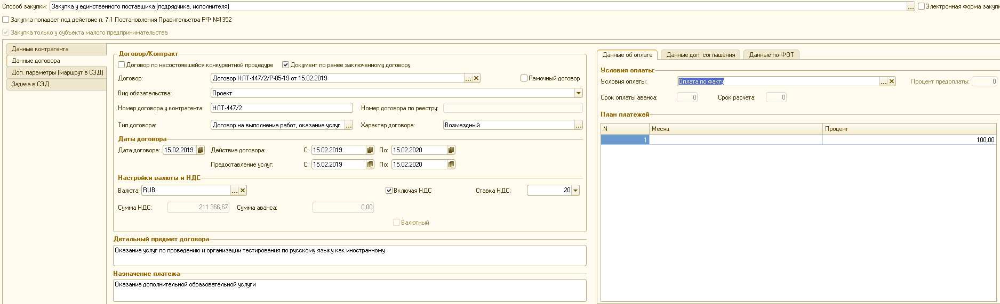 Способ закупки: Закупка у единственного поставщика (подрядчика, исполнителя) ... Электронная форма закуп
Закупка попадает под действие п. 7.1 Постановления Правительства РФ №1352
Закупка только у субъекта малого предпринимательства
Данные контрагента
Данные договора
Доп. параметры (маршрут в СЭД)
Задача в СЭД
Договор/Контракт
Договор по несостоявшейся конкурентной процедуре Документ по ранее заключенному договору
Договор: Договор НЛТ-447/2/Р-85-19 от 15.02.2019 ... Рамочный договор
Вид обязательства: Проект
Номер договора у контрагента: НЛТ-447/2 Номер договора по реестру:
Тип договора: Договор на выполнение работ, оказание услуг ... Характер договора: Возмездный ...
Даты договора
Дата договора: 15.02.2019 Действие договора: С: 15.02.2019 По: 15.02.2020
Предоставление услуг: С: 15.02.2019 По: 15.02.2020
Настройки валюты и НДС
Валюта: RUB ... Включая НДС Ставка НДС: 20
Сумма НДС: 211 366,67 Сумма аванса: 0,00
Валютный
Детальный предмет договора
Оказание услуг по проведению и организации тестирования по русскому языку как иностранному
Назначение платежа
Оказание дополнительной образовательной услуги
Данные об оплате Данные доп. соглашения Данные по ФОТ
Условия оплаты:
Условия оплаты: Оплата по факту ... Процент предоплаты: 0
Срок оплаты аванса: 0 Срок расчета: 0
План платежей
N Месяц Процент
1 100,00